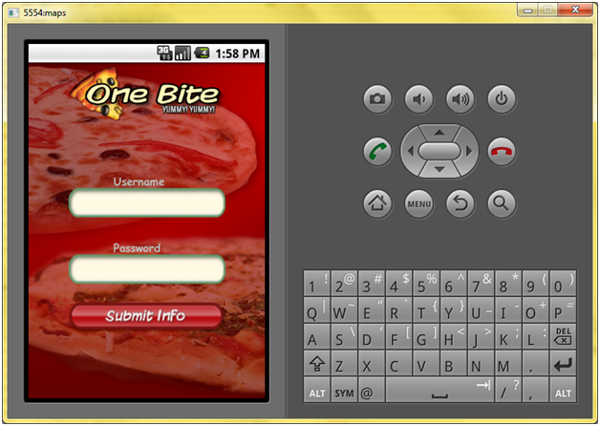 5554:maps
3G
1:58 PM
One Bite
YUMMY! YUMMY!
Username
Password
Submit Info
MENU
1 ! 2 @ 3 # 4 $ 5 % 6 ^ 7 & 8 * 9 ( 0 )
Q | W ~ E " R ` T { Y } U _ I - O + P =
A S \ D ' F [ G ] H < J > K ; L : DEL
Z X C V B N M .
ALT SYM @ / ? , ALT